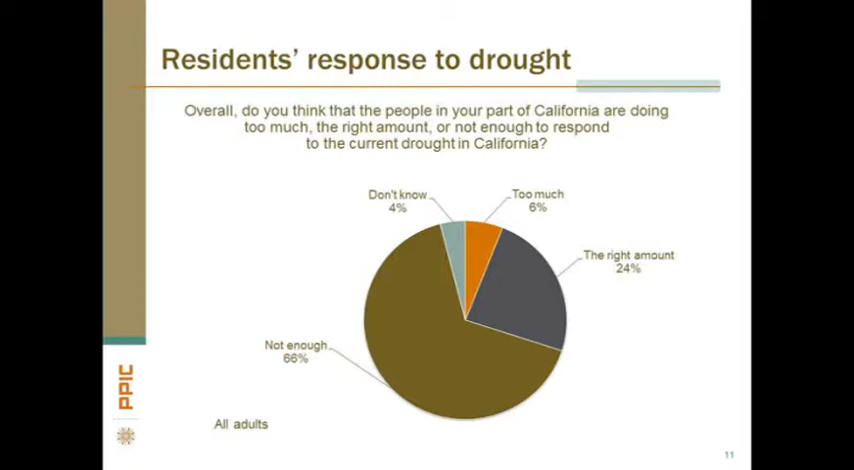 Residents’ response to drought
Overall, do you think that the people in your part of California are doing
too much, the right amount, or not enough to respond
to the current drought in California?
Don't know
4%
Too much
6%
The right amount
24%
Not enough
66%
All adults
PPIC
11